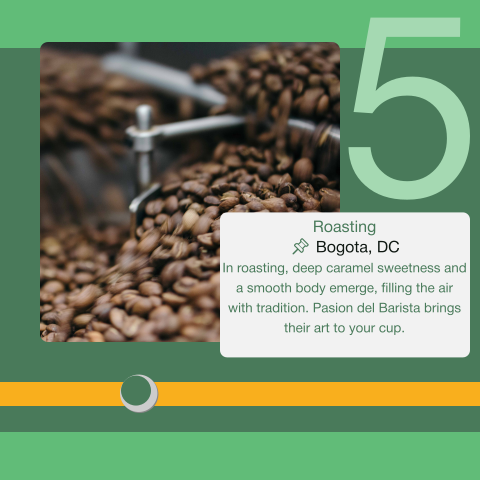 5
Roasting
Bogota, DC
In roasting, deep caramel sweetness and
a smooth body emerge, filling the air
with tradition. Pasion del Barista brings
their art to your cup.